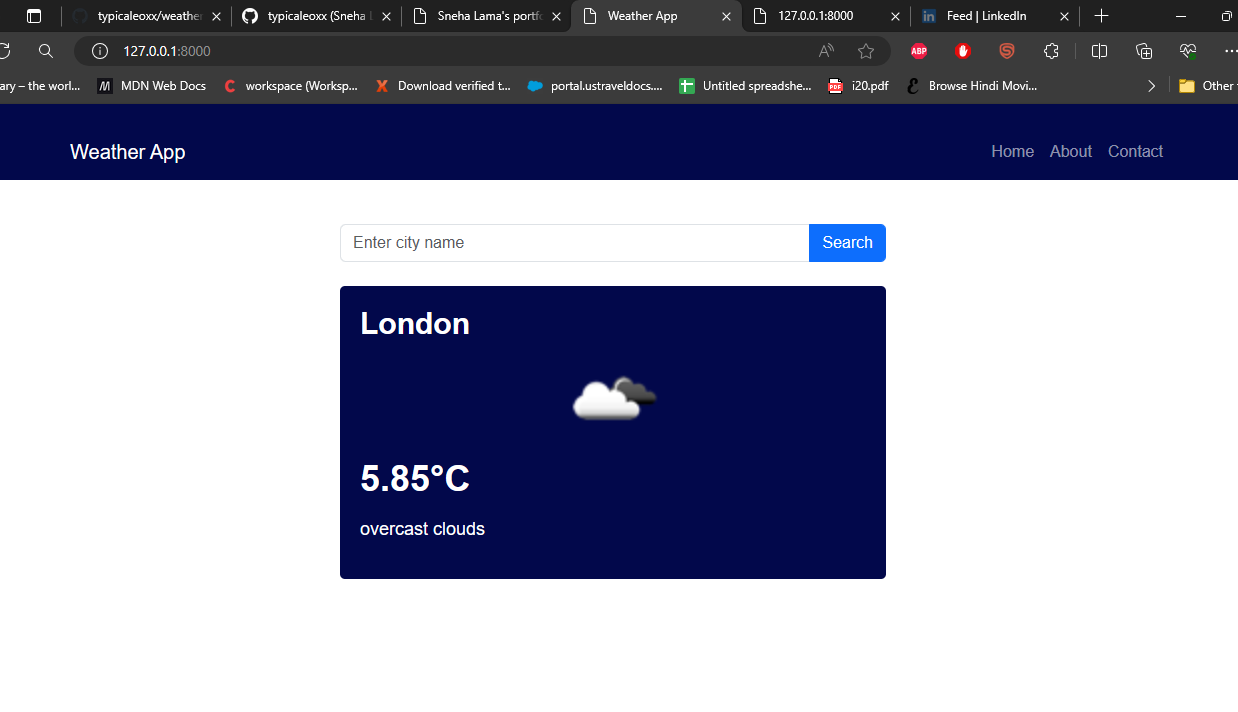 typicaleoxx/weather
typicaleoxx (Sneha L
Sneha Lama's portfo
Weather App
127.0.0.1:8000
Feed | LinkedIn
127.0.0.1:8000
ABP
ary – the worl...
MDN Web Docs
workspace (Worksp...
Download verified t...
portal.ustraveldocs....
Untitled spreadshe...
i20.pdf
Browse Hindi Movi...
Other
Weather App
Home
About
Contact
Enter city name
Search
London
5.85°C
overcast clouds